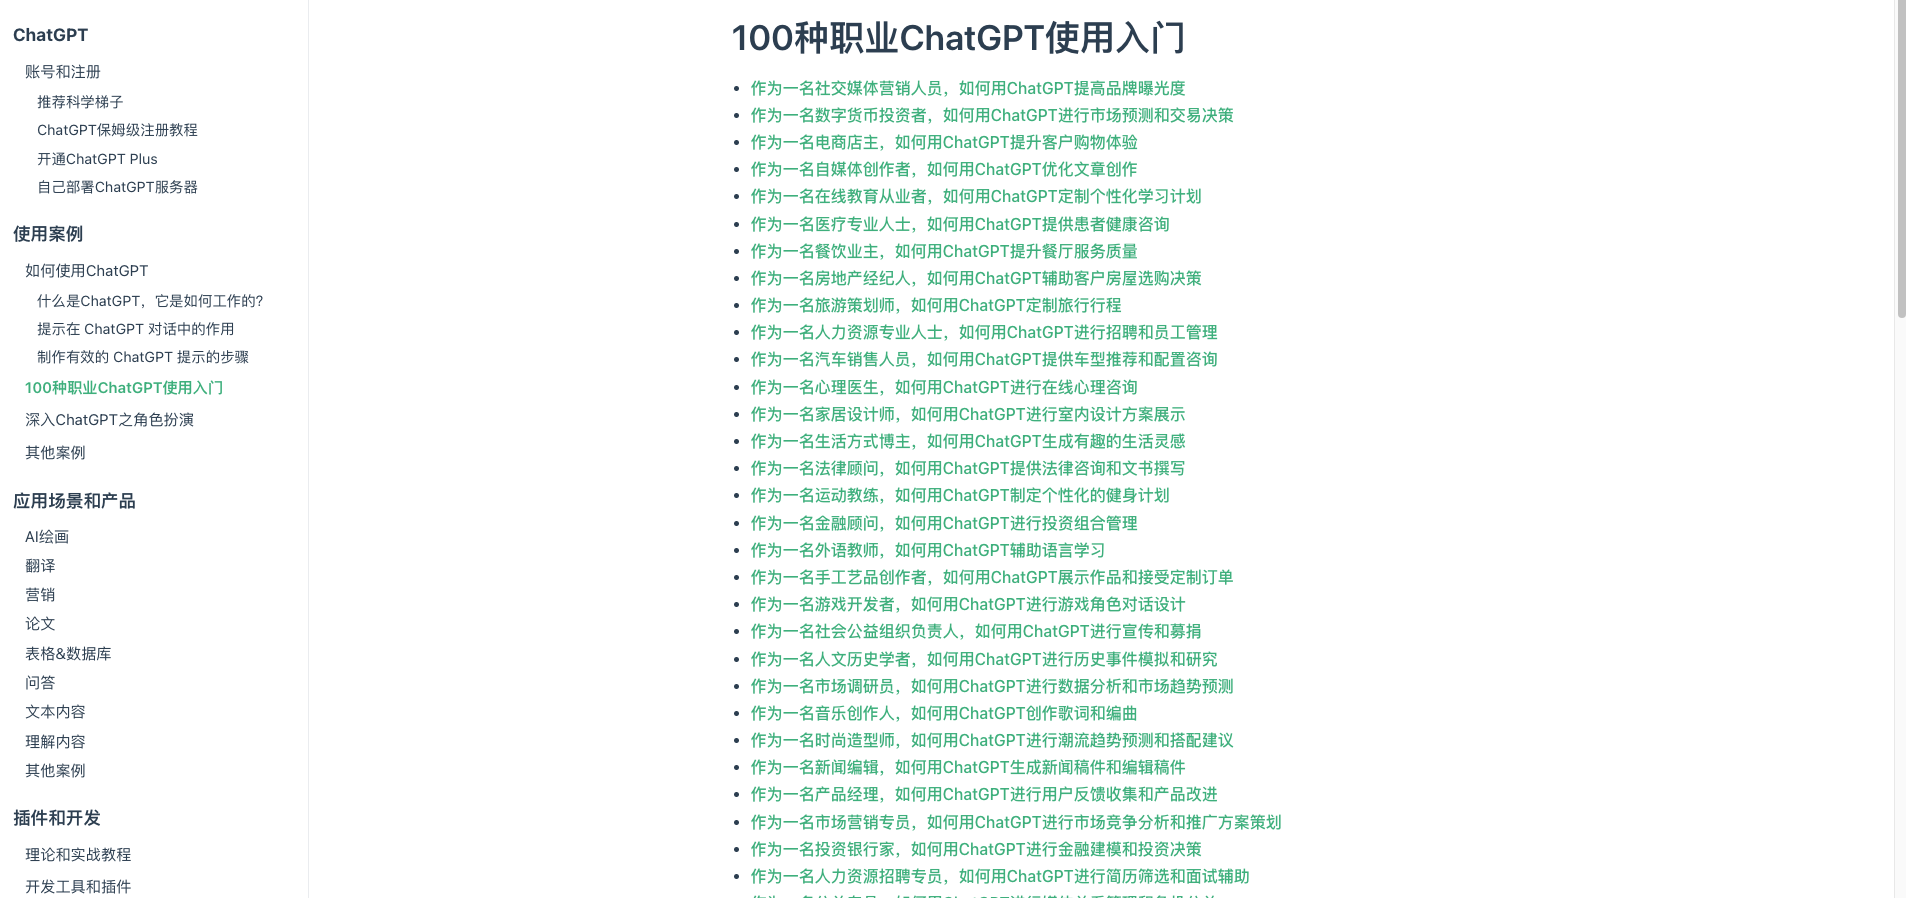 ChatGPT
账号和注册
推荐科学梯子
ChatGPT保姆级注册教程
开通ChatGPT Plus
自己部署ChatGPT服务器
使用案例
如何使用ChatGPT
什么是ChatGPT，它是如何工作的?
提示在 ChatGPT 对话中的作用
制作有效的 ChatGPT 提示的步骤
100种职业ChatGPT使用入门
深入ChatGPT之角色扮演
其他案例
应用场景和产品
AI绘画
翻译
营销
论文
表格&数据库
问答
文本内容
理解内容
其他案例
插件和开发
理论和实战教程
开发工具和插件
100种职业ChatGPT使用入门
作为一名社交媒体营销人员，如何用ChatGPT提高品牌曝光度
作为一名数字货币投资者，如何用ChatGPT进行市场预测和交易决策
作为一名电商店主，如何用ChatGPT提升客户购物体验
作为一名自媒体创作者，如何用ChatGPT优化文章创作
作为一名在线教育从业者，如何用ChatGPT定制个性化学习计划
作为一名医疗专业人士，如何用ChatGPT提供患者健康咨询
作为一名餐饮业主，如何用ChatGPT提升餐厅服务质量
作为一名房地产经纪人，如何用ChatGPT辅助客户房屋选购决策
作为一名旅游策划师，如何用ChatGPT定制旅行行程
作为一名人力资源专业人士，如何用ChatGPT进行招聘和员工管理
作为一名汽车销售人员，如何用ChatGPT提供车型推荐和配置咨询
作为一名心理医生，如何用ChatGPT进行在线心理咨询
作为一名家居设计师，如何用ChatGPT进行室内设计方案展示
作为一名生活方式博主，如何用ChatGPT生成有趣的生活灵感
作为一名法律顾问，如何用ChatGPT提供法律咨询和文书撰写
作为一名运动教练，如何用ChatGPT制定个性化的健身计划
作为一名金融顾问，如何用ChatGPT进行投资组合管理
作为一名外语教师，如何用ChatGPT辅助语言学习
作为一名手工艺品创作者，如何用ChatGPT展示作品和接受定制订单
作为一名游戏开发者，如何用ChatGPT进行游戏角色对话设计
作为一名社会公益组织负责人，如何用ChatGPT进行宣传和募捐
作为一名人文历史学者，如何用ChatGPT进行历史事件模拟和研究
作为一名市场调研员，如何用ChatGPT进行数据分析和市场趋势预测
作为一名音乐创作人，如何用ChatGPT创作歌词和编曲
作为一名时尚造型师，如何用ChatGPT进行潮流趋势预测和搭配建议
作为一名新闻编辑，如何用ChatGPT生成新闻稿件和编辑稿件
作为一名产品经理，如何用ChatGPT进行用户反馈收集和产品改进
作为一名市场营销专员，如何用ChatGPT进行市场竞争分析和推广方案策划
作为一名投资银行家，如何用ChatGPT进行金融建模和投资决策
作为一名人力资源招聘专员，如何用ChatGPT进行简历筛选和面试辅助